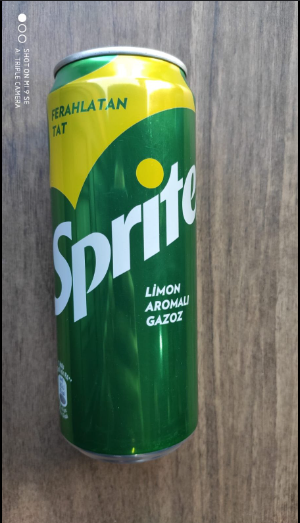 SHOT ON MI 9 SE
AI TRIPLE CAMERA
FERAHLATAN
TAT
Sprite
LİMON
AROMALI
GAZOZ